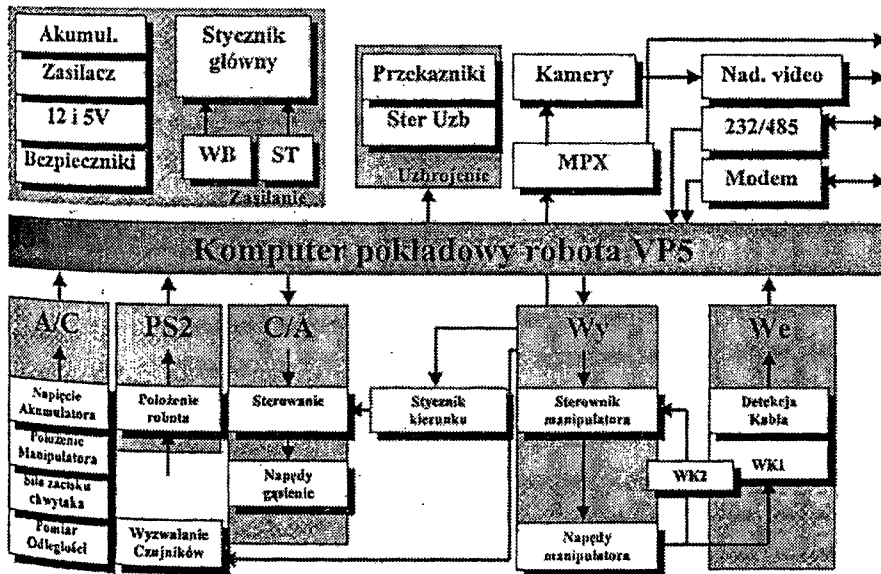 Akumul.
Zasilacz
12 i 5V
Bezpieczniki
Stycznik
główny
WB
ST
Zasilanie
Przekazniki
Ster Uzb
Uzbrojenie
Kamery
MPX
Nad. video
232/485
Modem
Komputer pokładowy robota VP5
A/C
Napięcie
Akumulatora
Położenie
Manipulatora
Siła zacisku
chwytaka
Pomiar
Odległości
PS2
Położenie
robota
Wyzwalanie
Czujników
C/A
Sterowanie
Napędy
gąsienic
Stycznik
kierunku
Wy
Sterownik
manipulatora
Napędy
manipulatora
WK2
We
Detekcja
Kabla
WK1